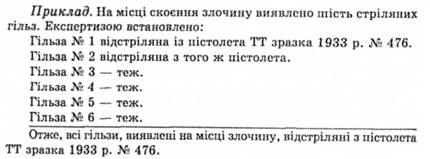 Приклад. На місці скоєння злочину виявлено шість стріляних
гільз. Експертизою встановлено:
Гільза № 1 відстріляна із пістолета ТТ зразка 1933 р. № 476.
Гільза № 2 відстріляна з того ж пістолета.
Гільза № 3 — теж.
Гільза № 4 — теж.
Гільза № 5 — теж.
Гільза № 6 — теж.
Отже, всі гільзи, виявлені на місці злочину, відстріляні з пістолета
ТТ зразка 1933 р. № 476.